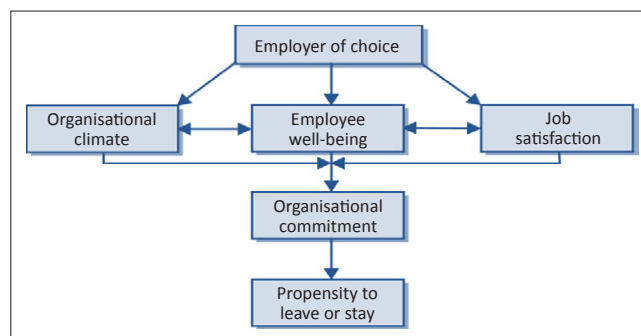 Employer of choice
Organisational
climate
Employee
well-being
Job
satisfaction
Organisational
commitment
Propensity to
leave or stay